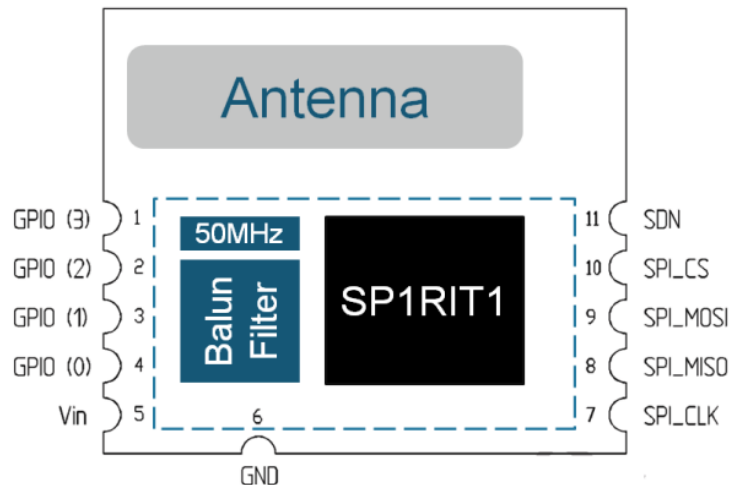 Antenna
GPIO (3) 1
50MHz
11 SDN
GPIO (2) 2
10 SPI_CS
Balun
Filter
SP1RIT1
GPIO (1) 3
9 SPI_MOSI
GPIO (0) 4
8 SPI_MISO
Vin 5
6
7 SPI_CLK
GND